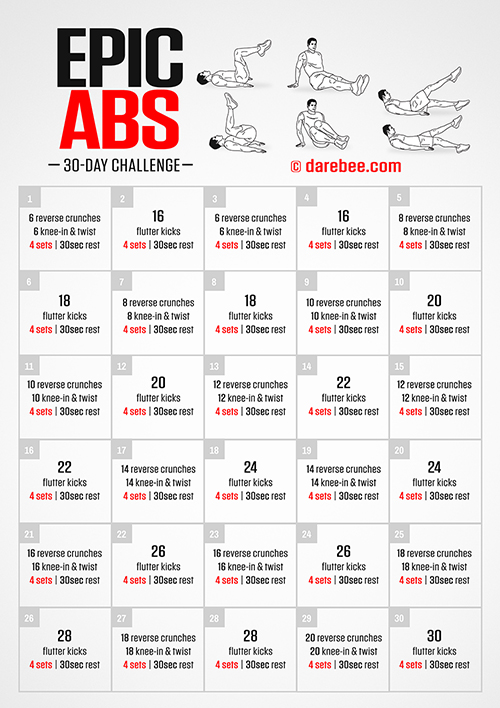 EPIC
ABS
– 30-DAY CHALLENGE –
© darebee.com
1
6 reverse crunches
6 knee-in & twist
4 sets | 30sec rest
2
16
flutter kicks
4 sets | 30sec rest
3
6 reverse crunches
6 knee-in & twist
4 sets | 30sec rest
4
16
flutter kicks
4 sets | 30sec rest
5
8 reverse crunches
8 knee-in & twist
4 sets | 30sec rest
6
18
flutter kicks
4 sets | 30sec rest
7
8 reverse crunches
8 knee-in & twist
4 sets | 30sec rest
8
18
flutter kicks
4 sets | 30sec rest
9
10 reverse crunches
10 knee-in & twist
4 sets | 30sec rest
10
20
flutter kicks
4 sets | 30sec rest
11
10 reverse crunches
10 knee-in & twist
4 sets | 30sec rest
12
20
flutter kicks
4 sets | 30sec rest
13
12 reverse crunches
12 knee-in & twist
4 sets | 30sec rest
14
22
flutter kicks
4 sets | 30sec rest
15
12 reverse crunches
12 knee-in & twist
4 sets | 30sec rest
16
22
flutter kicks
4 sets | 30sec rest
17
14 reverse crunches
14 knee-in & twist
4 sets | 30sec rest
18
24
flutter kicks
4 sets | 30sec rest
19
14 reverse crunches
14 knee-in & twist
4 sets | 30sec rest
20
24
flutter kicks
4 sets | 30sec rest
21
16 reverse crunches
16 knee-in & twist
4 sets | 30sec rest
22
26
flutter kicks
4 sets | 30sec rest
23
16 reverse crunches
16 knee-in & twist
4 sets | 30sec rest
24
26
flutter kicks
4 sets | 30sec rest
25
18 reverse crunches
18 knee-in & twist
4 sets | 30sec rest
26
28
flutter kicks
4 sets | 30sec rest
27
18 reverse crunches
18 knee-in & twist
4 sets | 30sec rest
28
28
flutter kicks
4 sets | 30sec rest
29
20 reverse crunches
20 knee-in & twist
4 sets | 30sec rest
30
30
flutter kicks
4 sets | 30sec rest